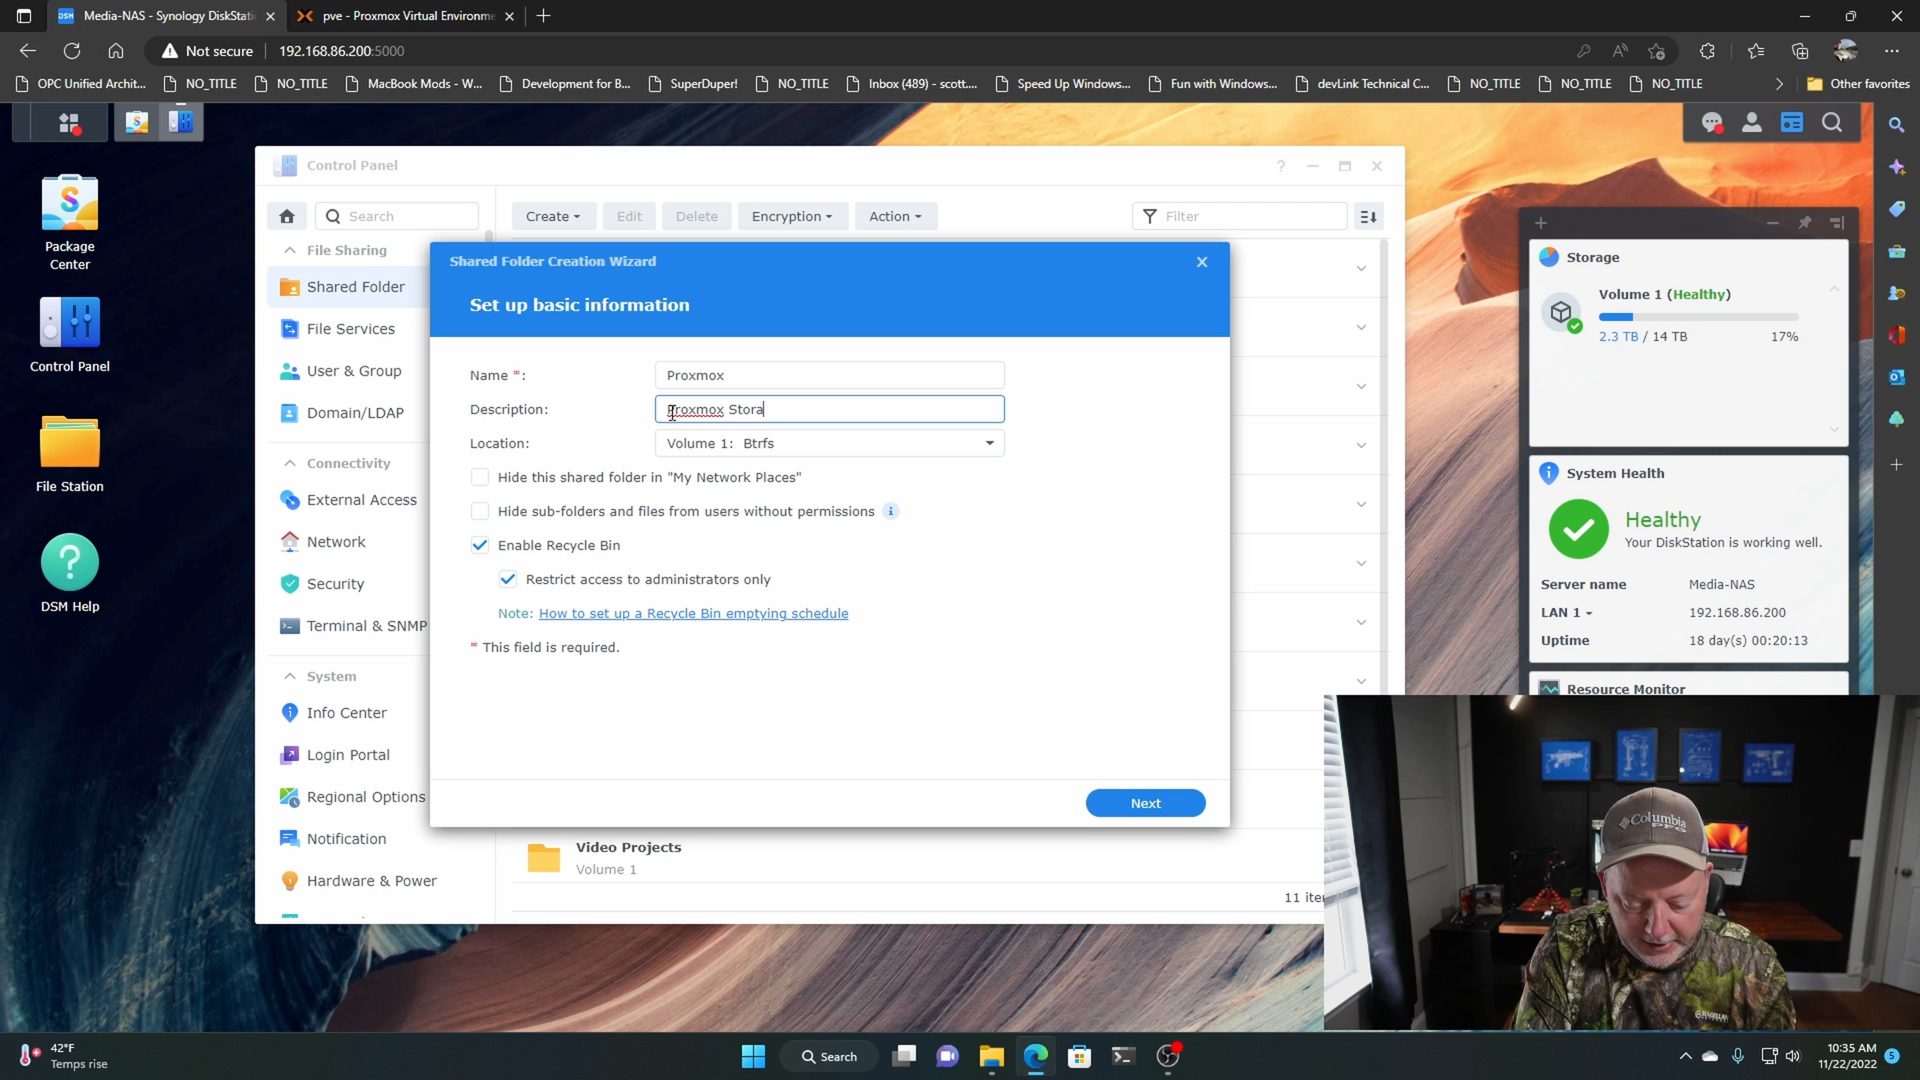 Media-NAS - Synology DiskStati
pve - Proxmox Virtual Environme
Not secure
192.168.86.200:5000
OPC Unified Archit...
NO_TITLE
NO_TITLE
MacBook Mods - W...
Development for B...
SuperDuper!
NO_TITLE
Inbox (489) - scott....
Speed Up Windows...
Fun with Windows...
devLink Technical C...
NO_TITLE
NO_TITLE
NO_TITLE
Other favorites
Package
Center
Control Panel
File Station
DSM Help
Control Panel
Search
Create
Edit
Delete
Encryption
Action
Filter
File Sharing
Shared Folder
File Services
User & Group
Domain/LDAP
Connectivity
External Access
Network
Security
Terminal & SNMP
System
Info Center
Login Portal
Regional Options
Notification
Hardware & Power
Shared Folder Creation Wizard
Set up basic information
Name *:
Proxmox
Description:
Proxmox Stora
Location:
Volume 1: Btrfs
Hide this shared folder in "My Network Places"
Hide sub-folders and files from users without permissions
Enable Recycle Bin
Restrict access to administrators only
Note: How to set up a Recycle Bin emptying schedule
* This field is required.
Next
Video Projects
Volume 1
11 ite
Storage
Volume 1 (Healthy)
2.3 TB / 14 TB
17%
System Health
Healthy
Your DiskStation is working well.
Server name
Media-NAS
LAN 1
192.168.86.200
Uptime
18 day(s) 00:20:13
Resource Monitor
Columbia
PFG
42°F
Temps rise
Search
10:35 AM
11/22/2022
5